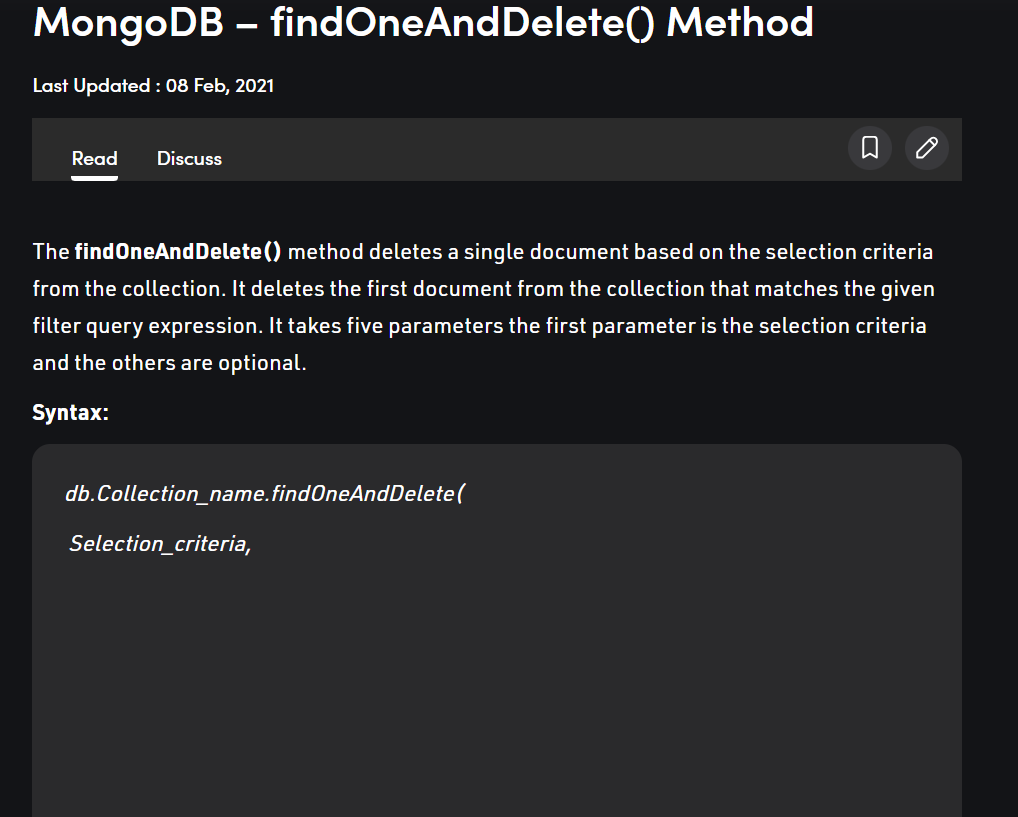 MongoDB – findOneAndDelete() Method
Last Updated : 08 Feb, 2021
Read Discuss
The findOneAndDelete() method deletes a single document based on the selection criteria
from the collection. It deletes the first document from the collection that matches the given
filter query expression. It takes five parameters the first parameter is the selection criteria
and the others are optional.
Syntax:
db.Collection_name.findOneAndDelete(
Selection_criteria,